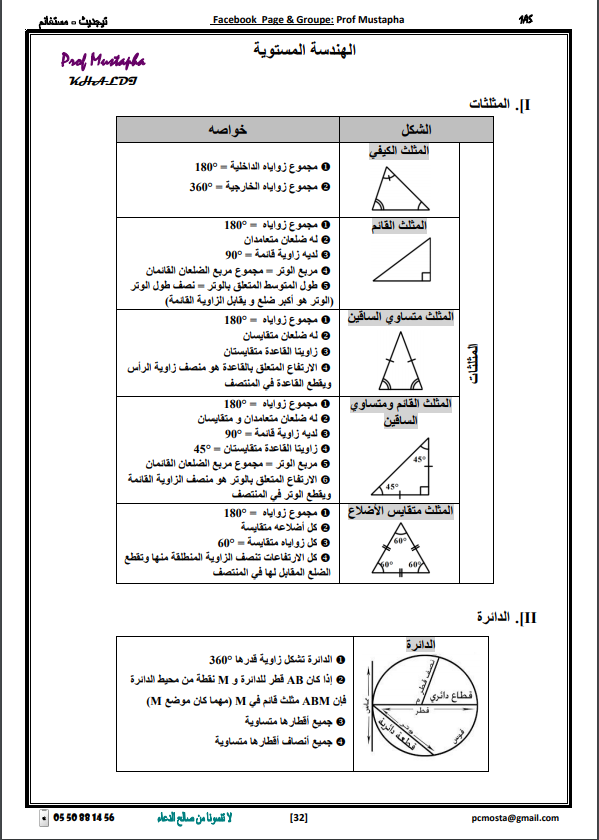 تيجديت - مستغانم
Facebook Page & Groupe: Prof Mustapha
1AS
Prof Mustapha
KHALDI
الهندسة المستوية
I]. المثلثات
الشكل
خواصه
المثلثات
المثلث الكيفي
❶ مجموع زواياه الداخلية = 180°
❷ مجموع زواياه الخارجية = 360°
المثلث القائم
❶ مجموع زواياه = 180°
❷ له ضلعان متعامدان
❸ لديه زاوية قائمة = 90°
❹ مربع الوتر = مجموع مربع الضلعان القائمان
❺ طول المتوسط المتعلق بالوتر = نصف طول الوتر
(الوتر هو أكبر ضلع و يقابل الزاوية القائمة)
المثلث متساوي الساقين
❶ مجموع زواياه = 180°
❷ له ضلعان متقايسان
❸ زاويتا القاعدة متقايستان
❹ الارتفاع المتعلق بالقاعدة هو منصف زاوية الرأس
ويقطع القاعدة في المنتصف
المثلث القائم ومتساوي
الساقين
45°
45°
❶ مجموع زواياه = 180°
❷ له ضلعان متعامدان و متقايسان
❸ لديه زاوية قائمة = 90°
❹ زاويتا القاعدة متقايستان = 45°
❺ مربع الوتر = مجموع مربع الضلعان القائمان
❻ الارتفاع المتعلق بالوتر هو منصف الزاوية القائمة
ويقطع الوتر في المنتصف
المثلث متقايس الأضلاع
60°
60°
60°
❶ مجموع زواياه = 180°
❷ كل أضلاعه متقايسة
❸ كل زواياه متقايسة = 60°
❹ كل الارتفاعات تنصف الزاوية المنطلقة منها وتقطع
الضلع المقابل لها في المنتصف
II]. الدائرة
الدائرة
نصف قطر
قطاع دائري
قطر
وتر
قطعة دائرية
قوس
مماس
❶ الدائرة تشكل زاوية قدرها 360°
❷ إذا كان AB قطر للدائرة و M نقطة من محيط الدائرة
فإن ABM مثلث قائم في M (مهما كان موضع M)
❸ جميع أقطارها متساوية
❹ جميع أنصاف أقطارها متساوية
05 50 88 14 56
لا تنسونا من صالح الدعاء
[32]
pcmosta@gmail.com